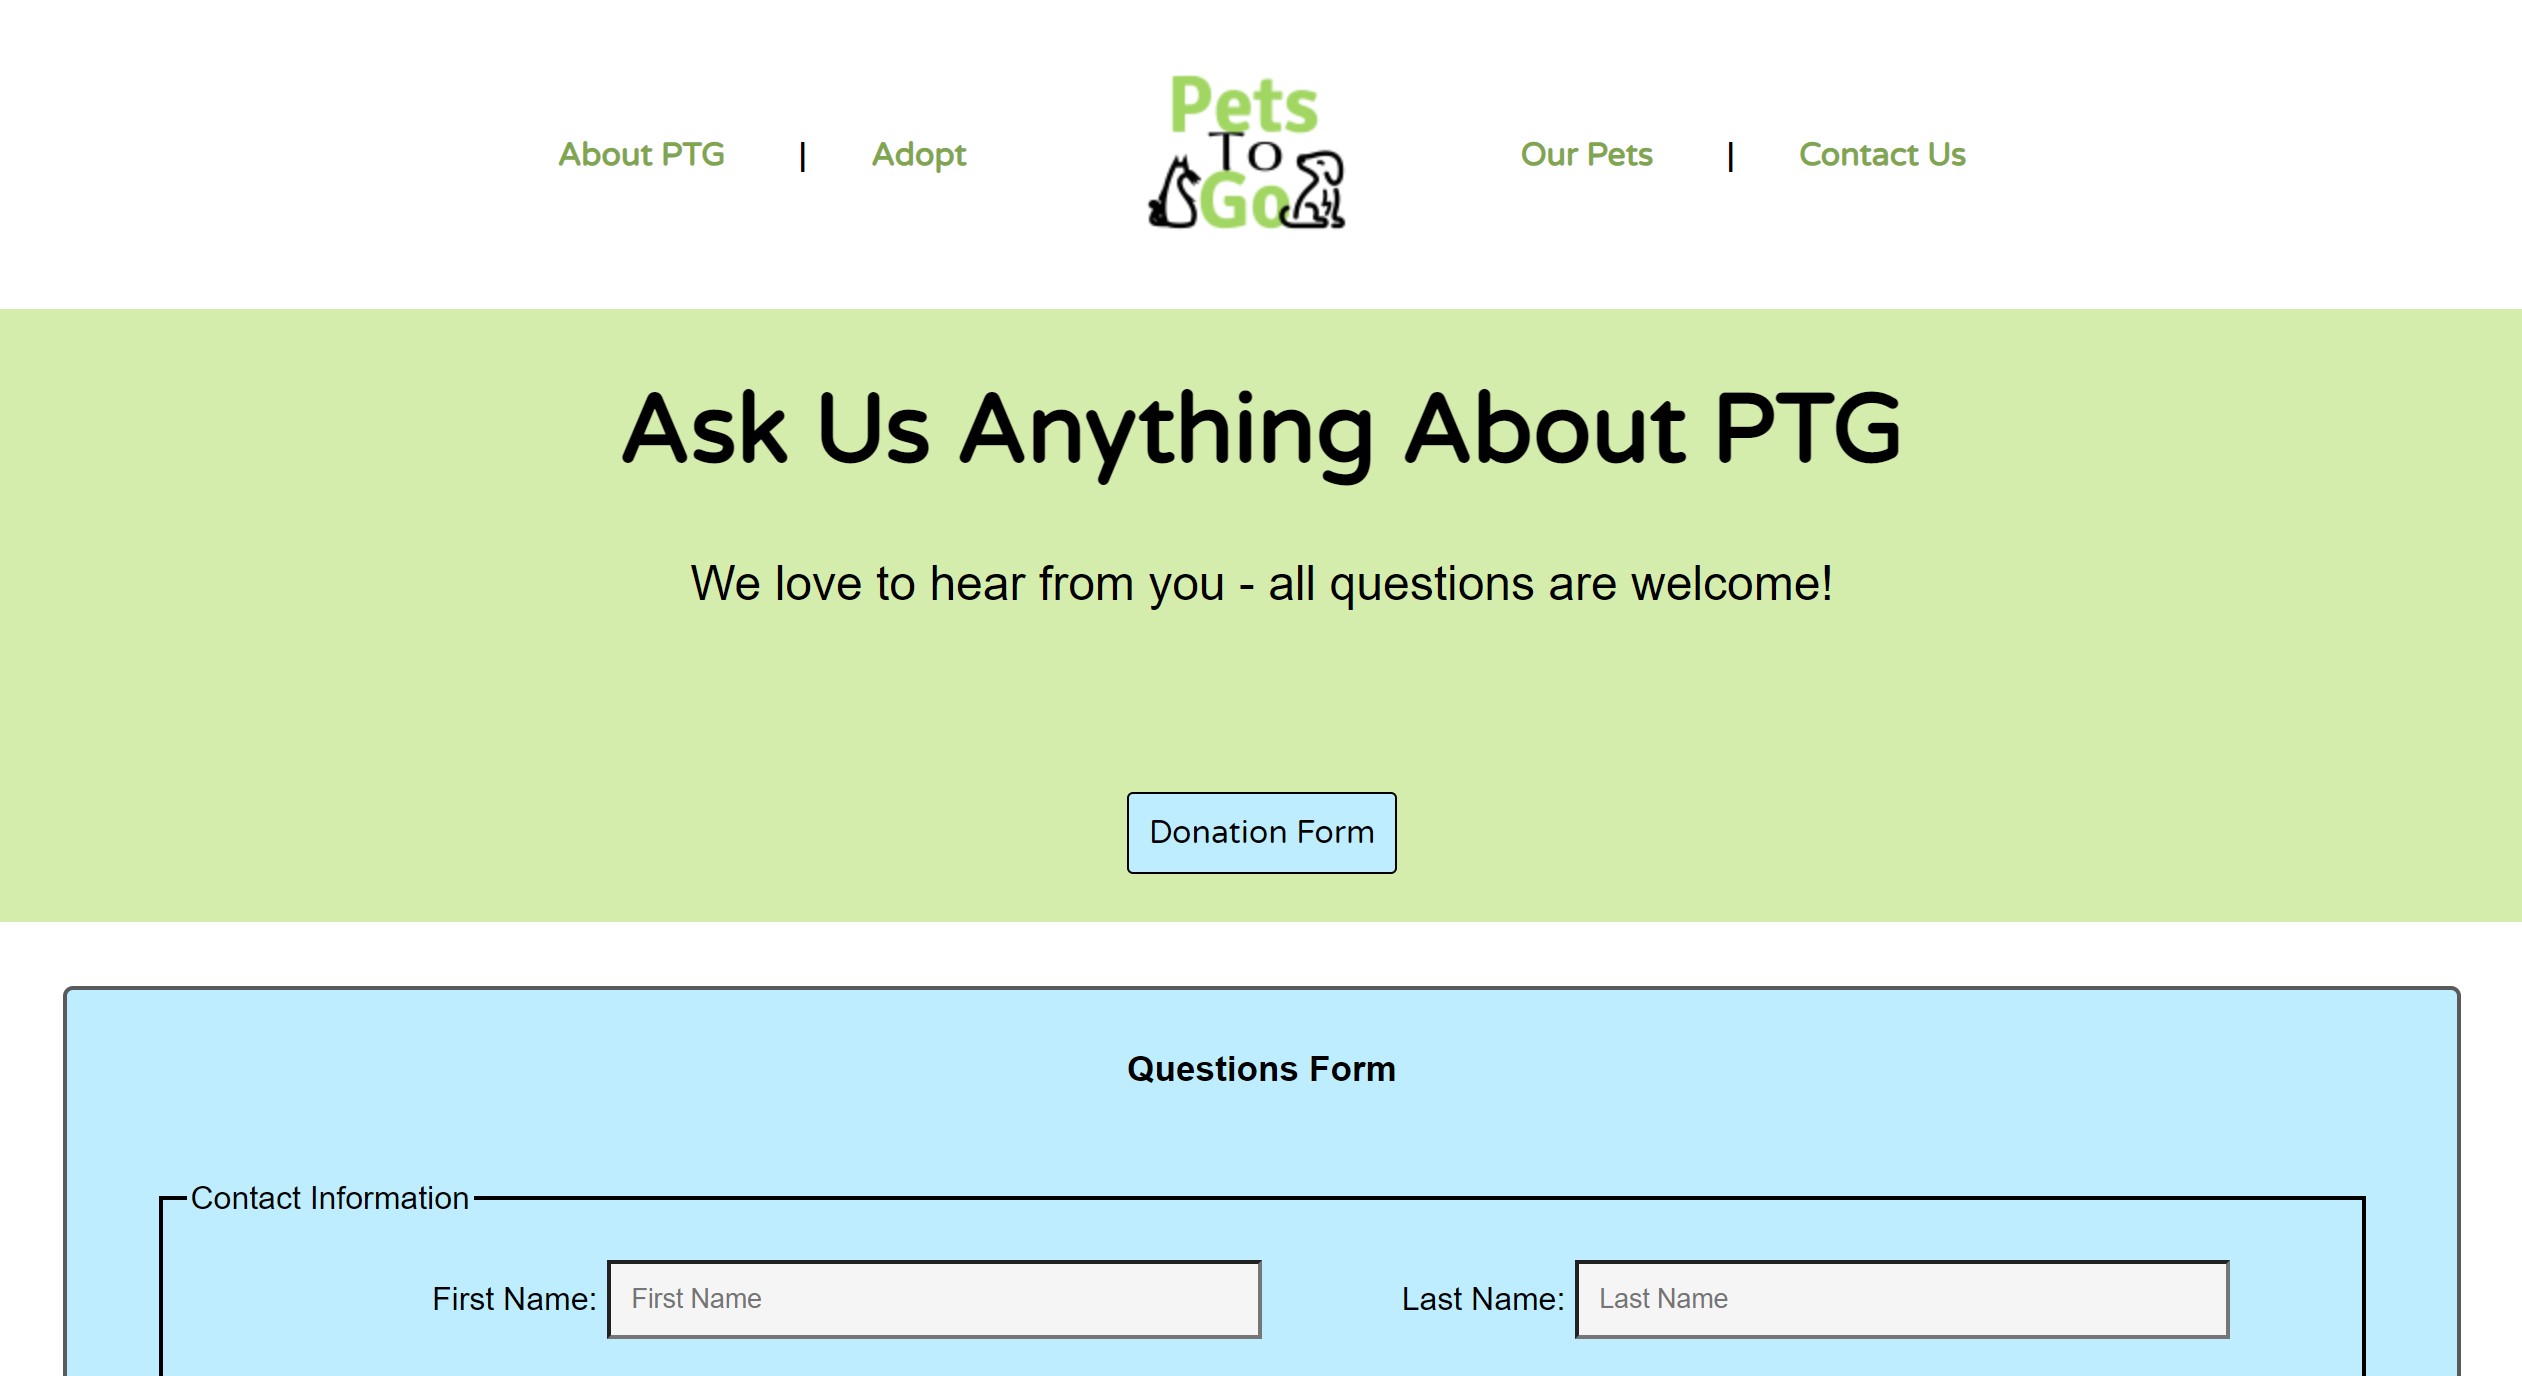 About PTG | Adopt
Pets
To
Go
Our Pets | Contact Us
Ask Us Anything About PTG
We love to hear from you - all questions are welcome!
Donation Form
Questions Form
Contact Information
First Name: First Name
Last Name: Last Name